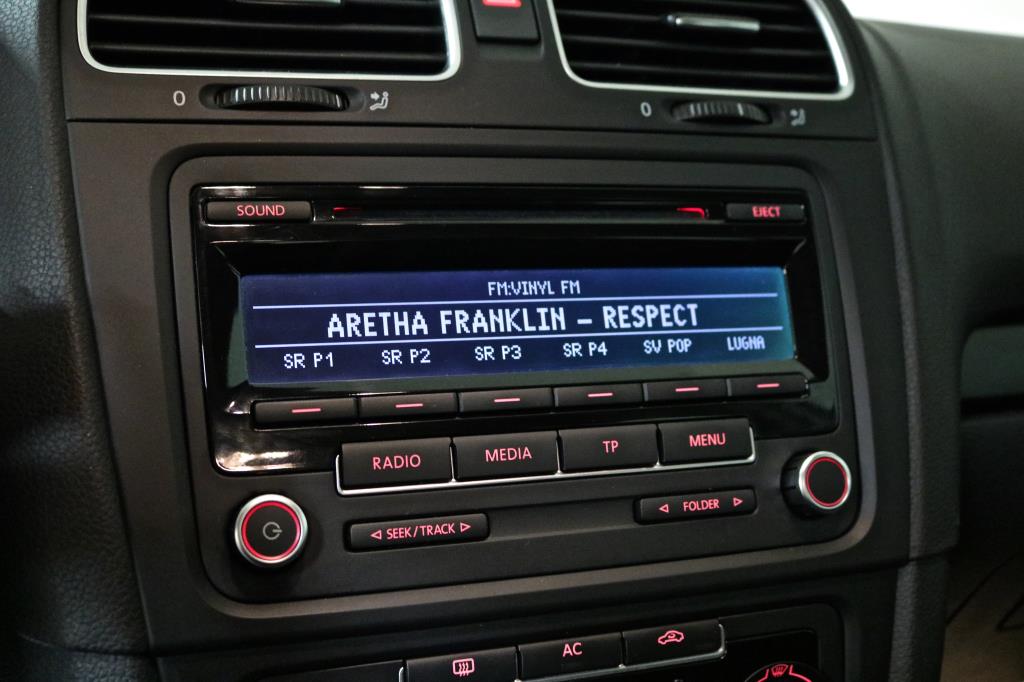 0
0
SOUND
EJECT
FM:VINYL FM
ARETHA FRANKLIN – RESPECT
SR P1 SR P2 SR P3 SR P4 SV POP LUGNA
RADIO MEDIA TP MENU
SEEK/TRACK
FOLDER
AC